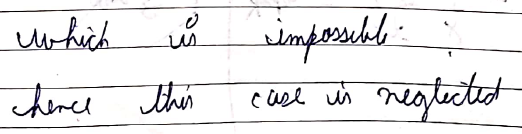 which is impossible.
hence this case is neglected